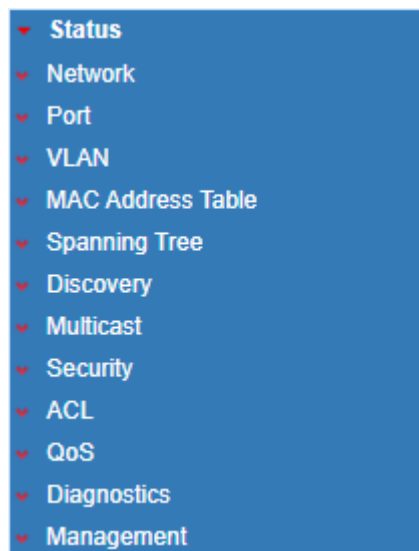 Status
Network
Port
VLAN
MAC Address Table
Spanning Tree
Discovery
Multicast
Security
ACL
QoS
Diagnostics
Management